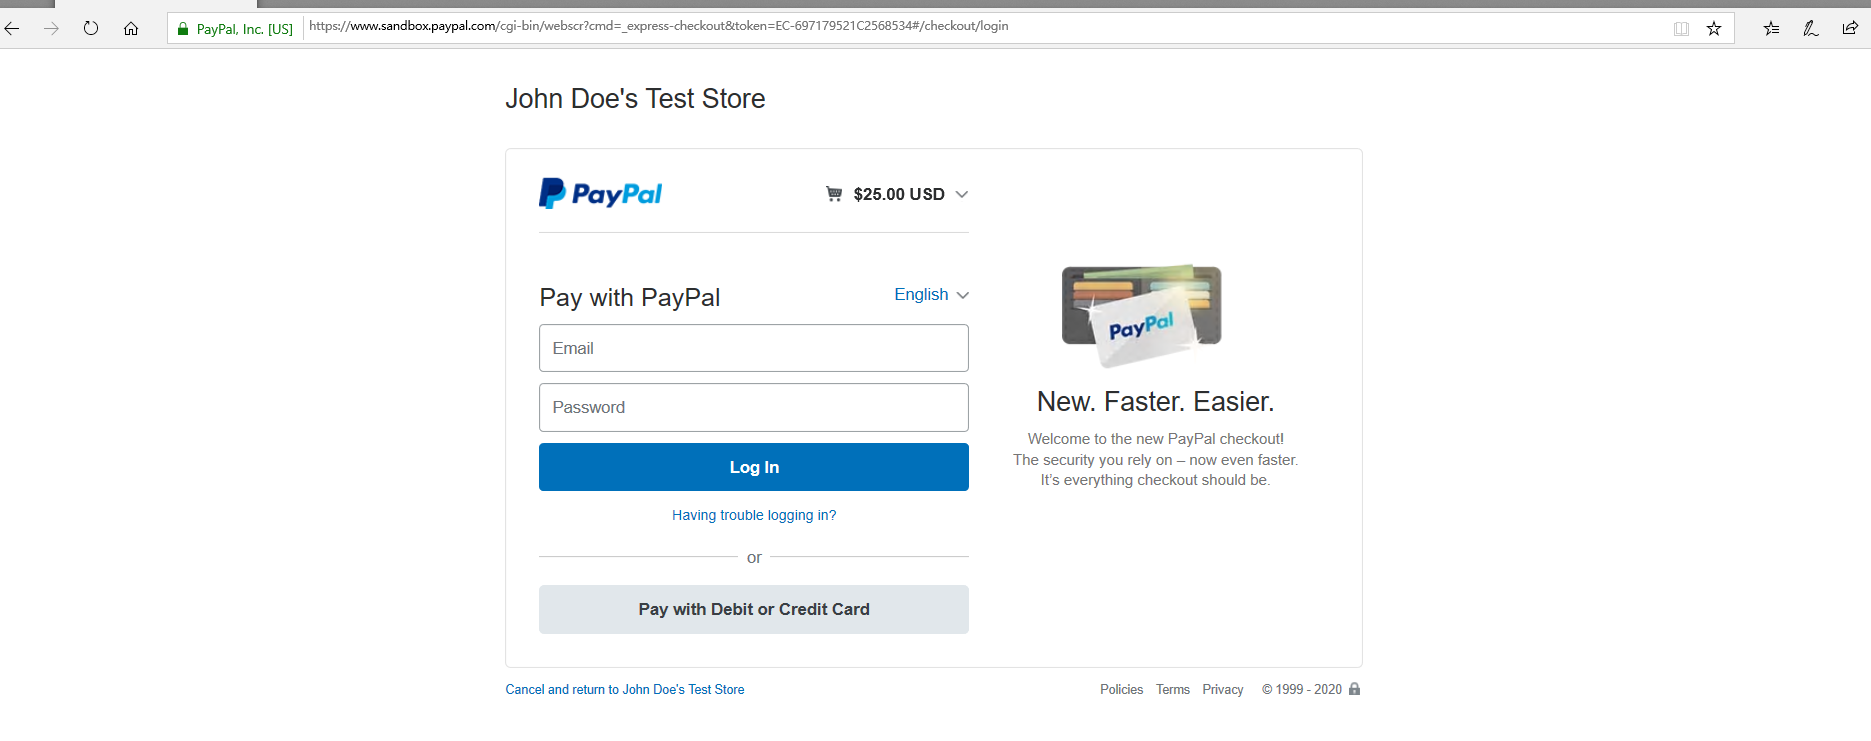 PayPal, Inc. [US] https://www.sandbox.paypal.com/cgi-bin/webscr?cmd=_express-checkout&token=EC-697179521C2568534#/checkout/login
John Doe's Test Store
PayPal $25.00 USD
Pay with PayPal English
Email
Password
Log In
Having trouble logging in?
or
Pay with Debit or Credit Card
PayPal
New. Faster. Easier.
Welcome to the new PayPal checkout!
The security you rely on – now even faster.
It's everything checkout should be.
Cancel and return to John Doe's Test Store
Policies Terms Privacy © 1999 - 2020